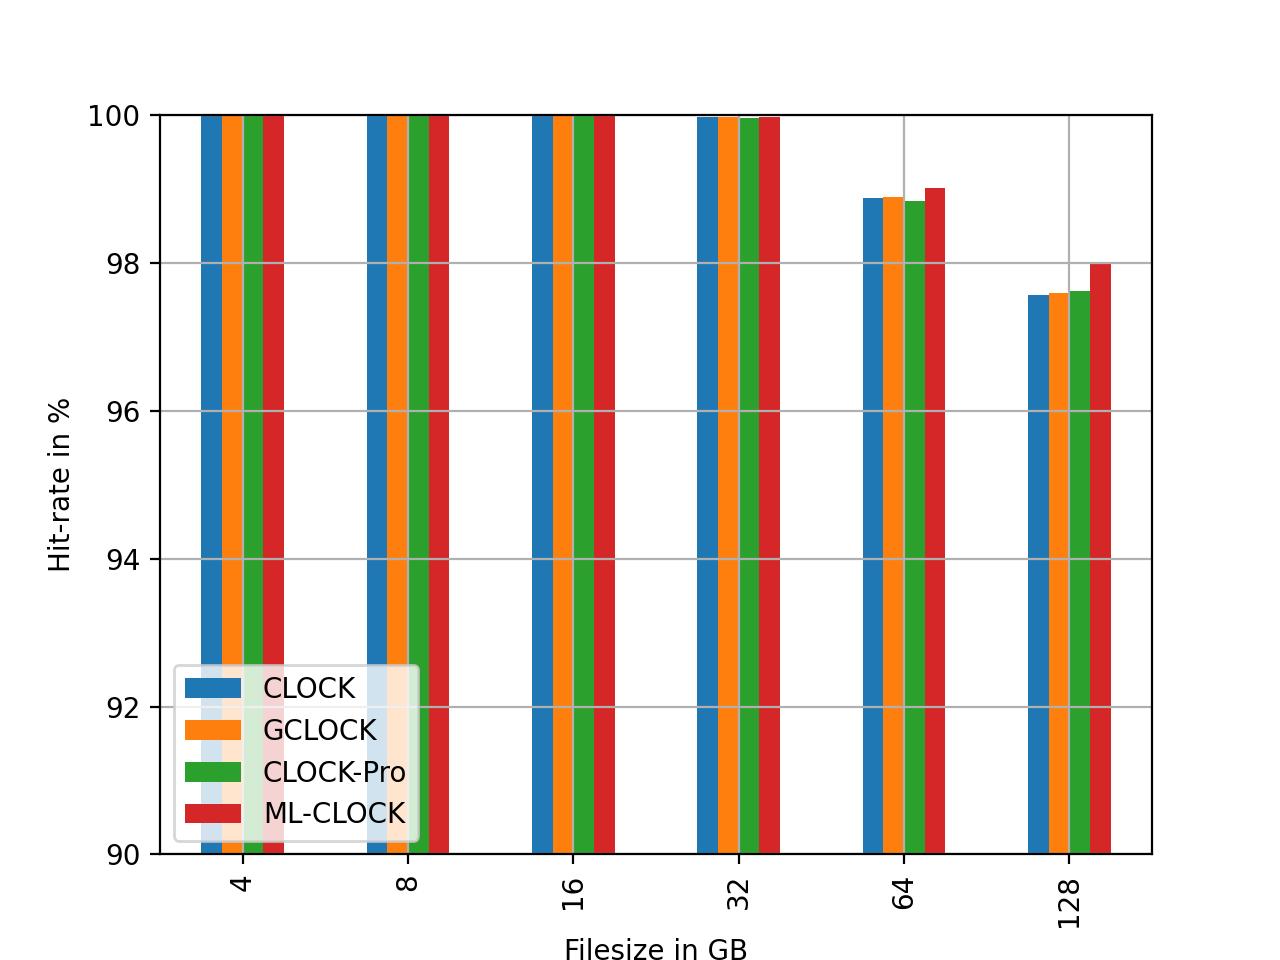 100
98
96
94
92
90
Hit-rate in %
CLOCK
GCLOCK
CLOCK-Pro
ML-CLOCK
4
8
16
32
64
128
Filesize in GB